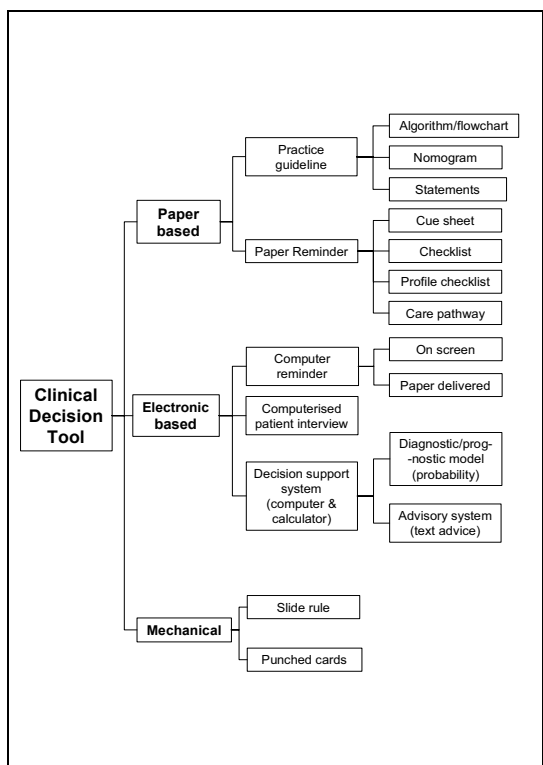 Clinical
Decision
Tool
Paper
based
Practice
guideline
Algorithm/flowchart
Nomogram
Statements
Paper Reminder
Cue sheet
Checklist
Profile checklist
Care pathway
Electronic
based
Computer
reminder
On screen
Paper delivered
Computerised
patient interview
Decision support
system
(computer &
calculator)
Diagnostic/prog-
-nostic model
(probability)
Advisory system
(text advice)
Mechanical
Slide rule
Punched cards